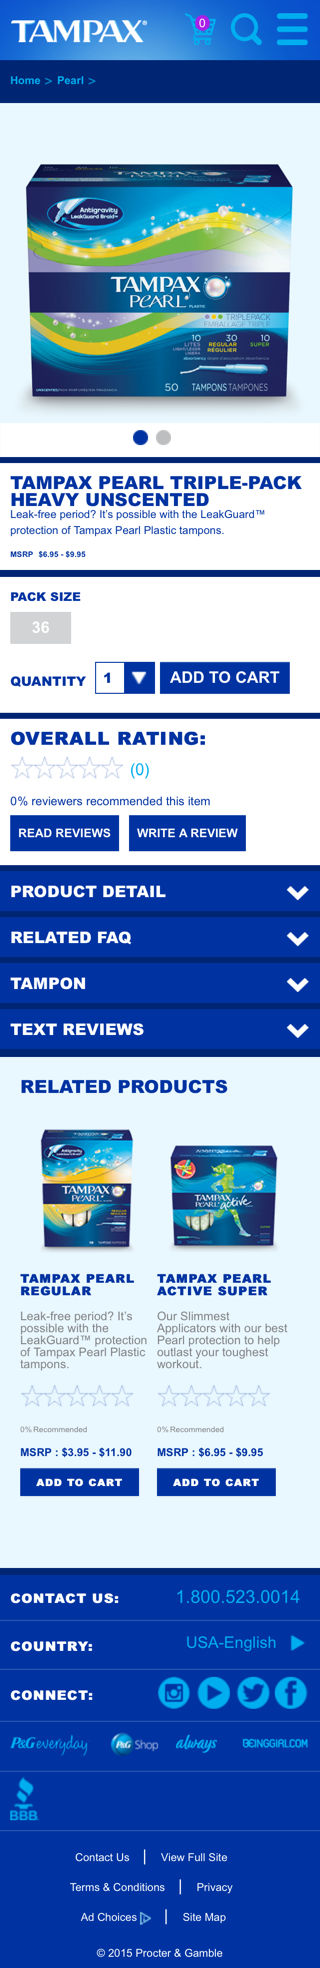 TAMPAX
0
Home > Pearl >
Antigravity
LeakGuard Braid™
TAMPAX
PEARL PLASTIC
TRIPLEPACK
EMBALLAGE TRIPLE
10 30 10
LITES REGULAR SUPER
REGULIER
50 TAMPONS TAMPONES
TAMPAX PEARL TRIPLE-PACK
HEAVY UNSCENTED
Leak-free period? It's possible with the LeakGuard™
protection of Tampax Pearl Plastic tampons.
MSRP $6.95 - $9.95
PACK SIZE
36
QUANTITY 1 ADD TO CART
OVERALL RATING:
(0)
0% reviewers recommended this item
READ REVIEWS WRITE A REVIEW
PRODUCT DETAIL
RELATED FAQ
TAMPON
TEXT REVIEWS
RELATED PRODUCTS
TAMPAX
PEARL
TAMPAX
PEARL active
TAMPAX PEARL
REGULAR
Leak-free period? It's
possible with the
LeakGuard™ protection
of Tampax Pearl Plastic
tampons.
0% Recommended
MSRP : $3.95 - $11.90
ADD TO CART
TAMPAX PEARL
ACTIVE SUPER
Our Slimmest
Applicators with our best
Pearl protection to help
outlast your toughest
workout.
0% Recommended
MSRP : $6.95 - $9.95
ADD TO CART
CONTACT US: 1.800.523.0014
COUNTRY: USA-English
CONNECT:
P&G everyday P&G Shop always BEINGGIRL.COM
BBB
Contact Us | View Full Site
Terms & Conditions | Privacy
Ad Choices | Site Map
© 2015 Procter & Gamble